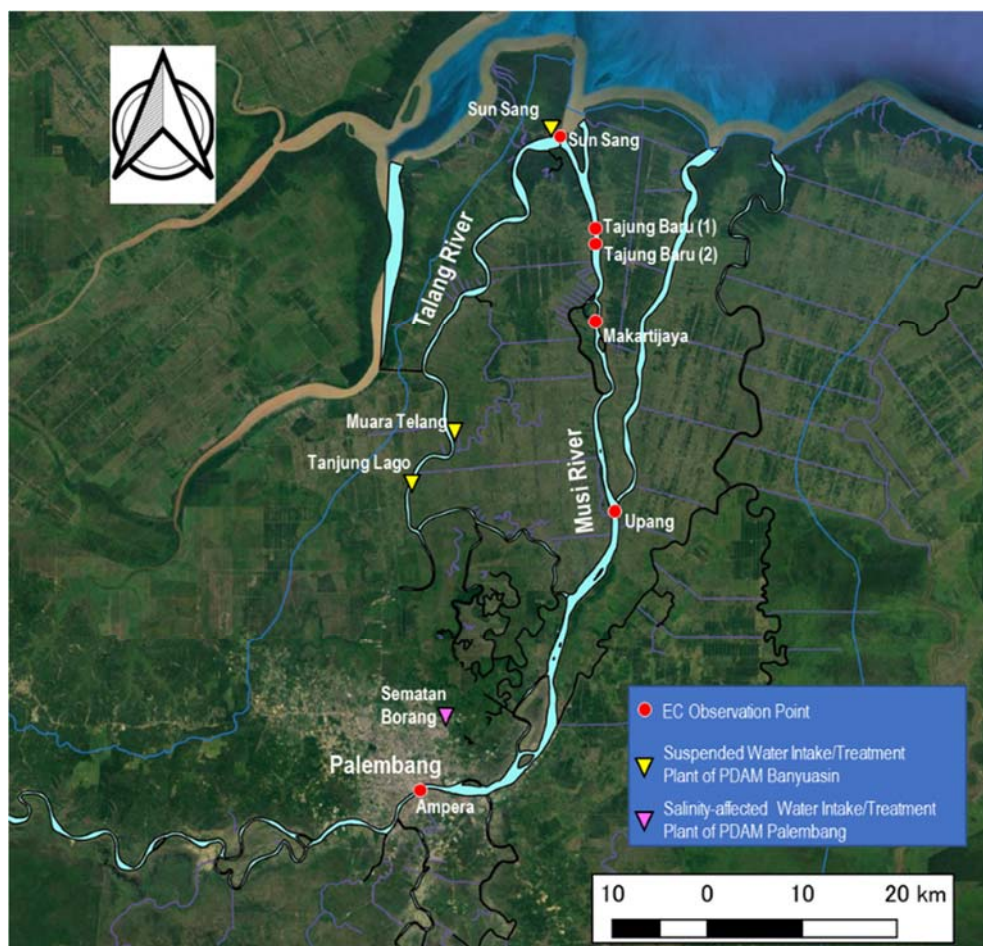 Sun Sang
Sun Sang
Tajung Baru (1)
Tajung Baru (2)
Talang River
Makartijaya
Muara Telang
Tanjung Lago
Musi River
Upang
Sematan
Borang
Palembang
Ampera
EC Observation Point
Suspended Water Intake/Treatment
Plant of PDAM Banyuasin
Salinity-affected Water Intake/Treatment
Plant of PDAM Palembang
10 0 10 20 km